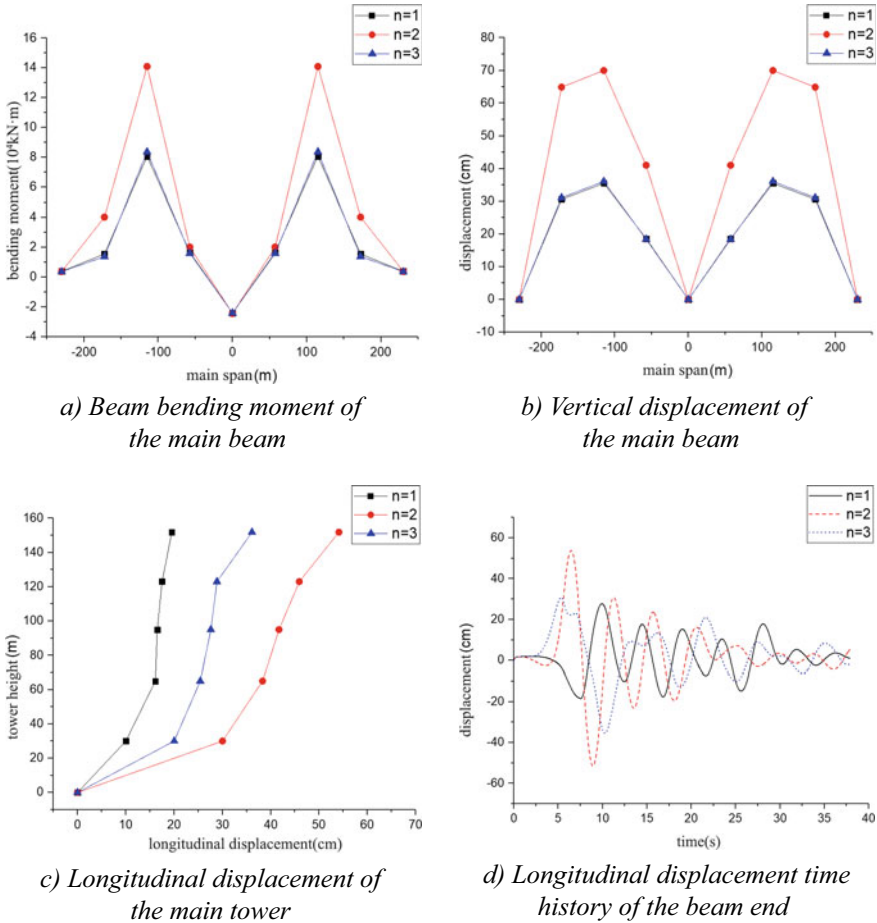 n=1
n=2
n=3
bending moment(10⁴kN·m)
16
14
12
10
8
6
4
2
0
-2
-4
-200 -100 0 100 200
main span(m)
a) Beam bending moment of
the main beam
n=1
n=2
n=3
displacement(cm)
80
70
60
50
40
30
20
10
0
-10
-200 -100 0 100 200
main span(m)
b) Vertical displacement of
the main beam
n=1
n=2
n=3
tower height(m)
160
140
120
100
80
60
40
20
0
0 10 20 30 40 50 60 70
longitudinal displacement(cm)
c) Longitudinal displacement of
the main tower
n=1
n=2
n=3
displacement(cm)
60
40
20
0
-20
-40
-60
0 5 10 15 20 25 30 35 40
time(s)
d) Longitudinal displacement time
history of the beam end